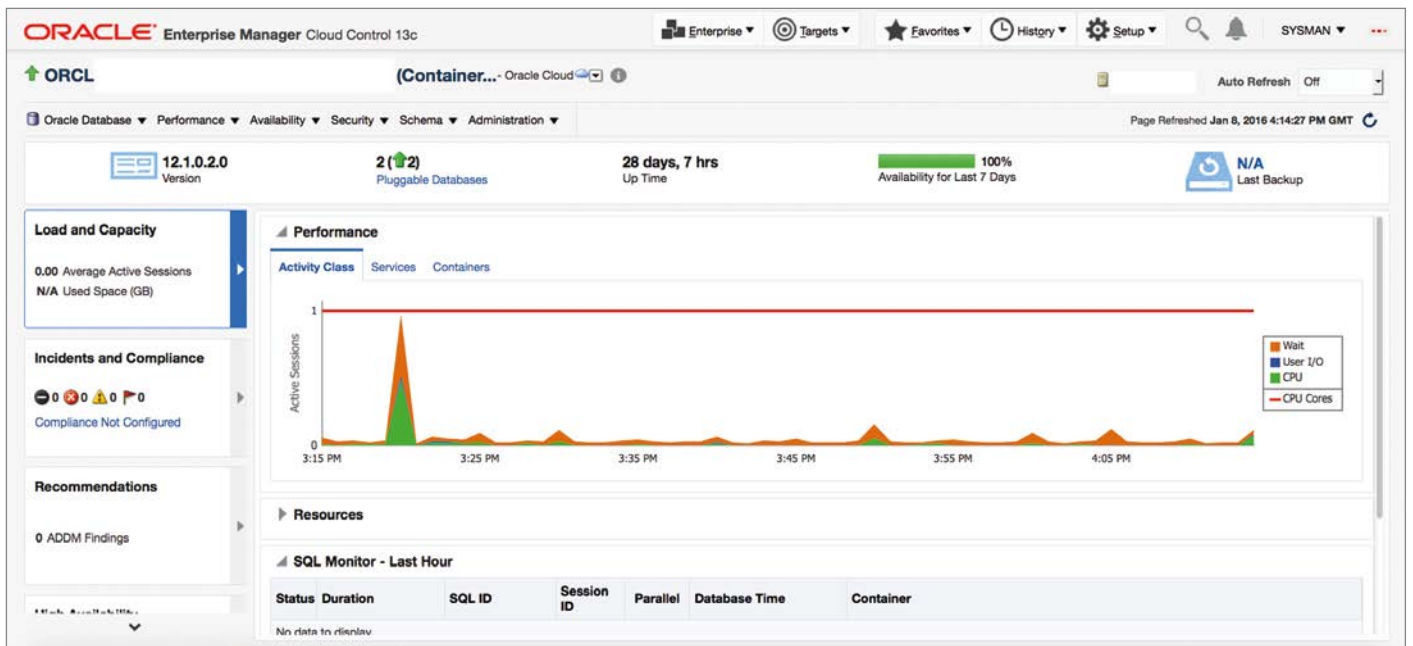 ORACLE Enterprise Manager Cloud Control 13c Enterprise Targets Favorites History Setup SYSMAN
ORCL (Container...- Oracle Cloud Auto Refresh Off
Oracle Database Performance Availability Security Schema Administration Page Refreshed Jan 8, 2016 4:14:27 PM GMT
12.1.0.2.0 2 (2) 28 days, 7 hrs 100% N/A
Version Pluggable Databases Up Time Availability for Last 7 Days Last Backup
Load and Capacity
0.00 Average Active Sessions
N/A Used Space (GB)
Incidents and Compliance
0 0 0 0
Compliance Not Configured
Recommendations
0 ADDM Findings
High Availability
Performance
Activity Class Services Containers
Active Sessions
1
0
3:15 PM 3:25 PM 3:35 PM 3:45 PM 3:55 PM 4:05 PM
Wait
User I/O
CPU
CPU Cores
Resources
SQL Monitor - Last Hour
Status Duration SQL ID Session ID Parallel Database Time Container
No data to display